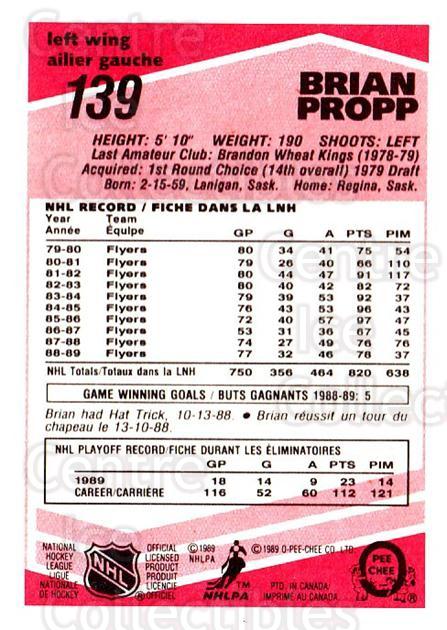 left wing
ailier gauche
139
BRIAN
PROPP
HEIGHT: 5' 10" WEIGHT: 190 SHOOTS: LEFT
Last Amateur Club: Brandon Wheat Kings (1978-79)
Acquired: 1st Round Choice (14th overall) 1979 Draft
Born: 2-15-59, Lanigan, Sask. Home: Regina, Sask.
NHL RECORD / FICHE DANS LA LNH
Year Team
Année Équipe GP G A PTS PIM
79-80 Flyers 80 34 41 75 54
80-81 Flyers 79 26 40 66 110
81-82 Flyers 80 44 47 91 117
82-83 Flyers 80 40 42 82 72
83-84 Flyers 79 39 53 92 37
84-85 Flyers 76 43 53 96 43
85-86 Flyers 72 40 57 97 47
86-87 Flyers 53 31 36 67 45
87-88 Flyers 74 27 49 76 76
88-89 Flyers 77 32 46 78 37
NHL Totals/Totaux dans la LNH 750 356 464 820 638
GAME WINNING GOALS / BUTS GAGNANTS 1988-89: 5
Brian had Hat Trick, 10-13-88. ● Brian réussit un tour du
chapeau le 13-10-88.
NHL PLAYOFF RECORD/FICHE DURANT LES ÉLIMINATOIRES
GP G A PTS PIM
1989 18 14 9 23 14
CAREER/CARRIÈRE 116 52 60 112 121
NATIONAL
HOCKEY
LEAGUE
LIGUE
NATIONALE
DE HOCKEY
NHL
OFFICIAL
LICENSED
PRODUCT
PRODUIT
LICENCIE
OFFICIEL
© 1989
NHLPA
TM
NHLPA
© 1989 O-PEE-CHEE CO. LTD.
PTD. IN CANADA
IMPRIMÉ AU CANADA
O
PEE
CHEE